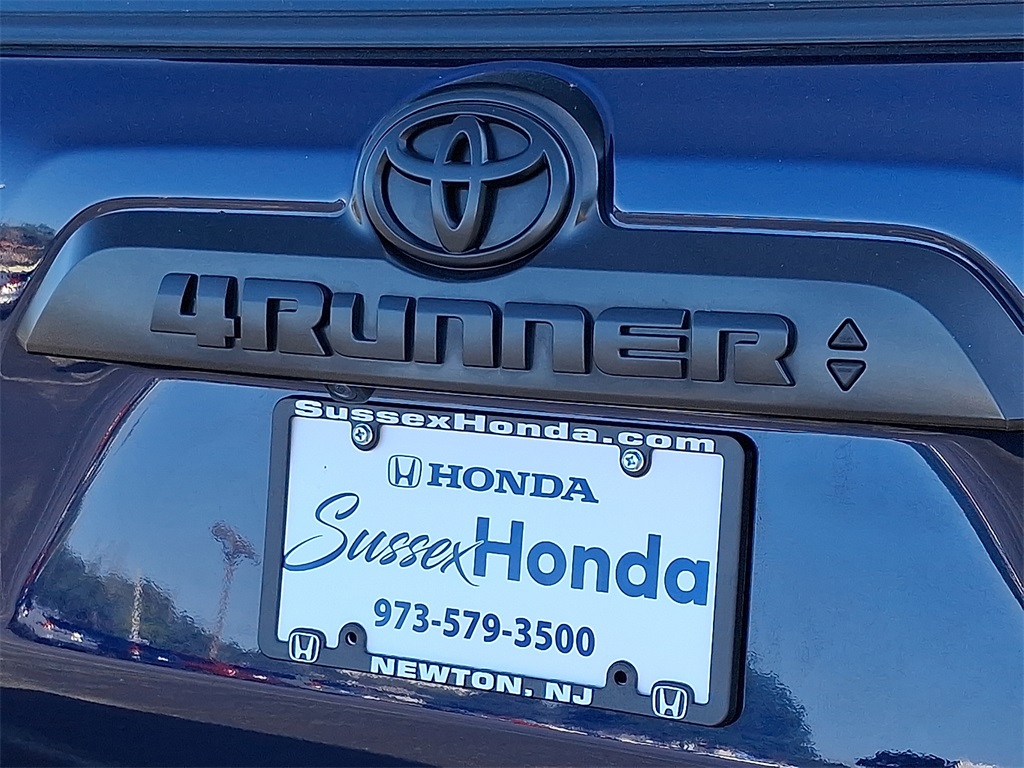 4RUNNER
SussexHonda.com
HONDA
Sussex Honda
973-579-3500
NEWTON, NJ